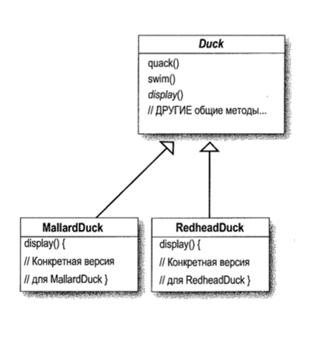 Duck
quack()
swim()
display()
// ДРУГИЕ общие методы...
MallardDuck
display() {
// Конкретная версия
// для MallardDuck }
RedheadDuck
display() {
// Конкретная версия
// для RedheadDuck }